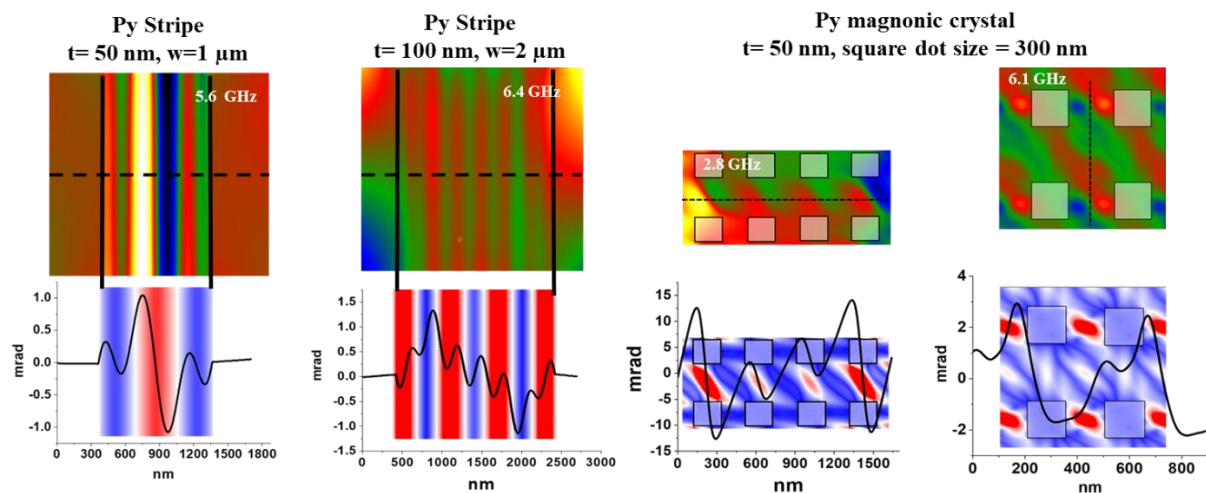 Py Stripe
t= 50 nm, w=1 µm
Py Stripe
t= 100 nm, w=2 µm
Py magnonic crystal
t= 50 nm, square dot size = 300 nm
5.6 GHz
6.4 GHz
2.8 GHz
6.1 GHz
1.0
0.5
0.0
-0.5
-1.0
mrad
0 300 600 900 1200 1500 1800
nm
1.5
1.0
0.5
0.0
-0.5
-1.0
-1.5
mrad
0 500 1000 1500 2000 2500 3000
nm
15
10
5
0
-5
-10
-15
mrad
0 300 600 900 1200 1500
nm
4
2
0
-2
mrad
0 200 400 600 800
nm